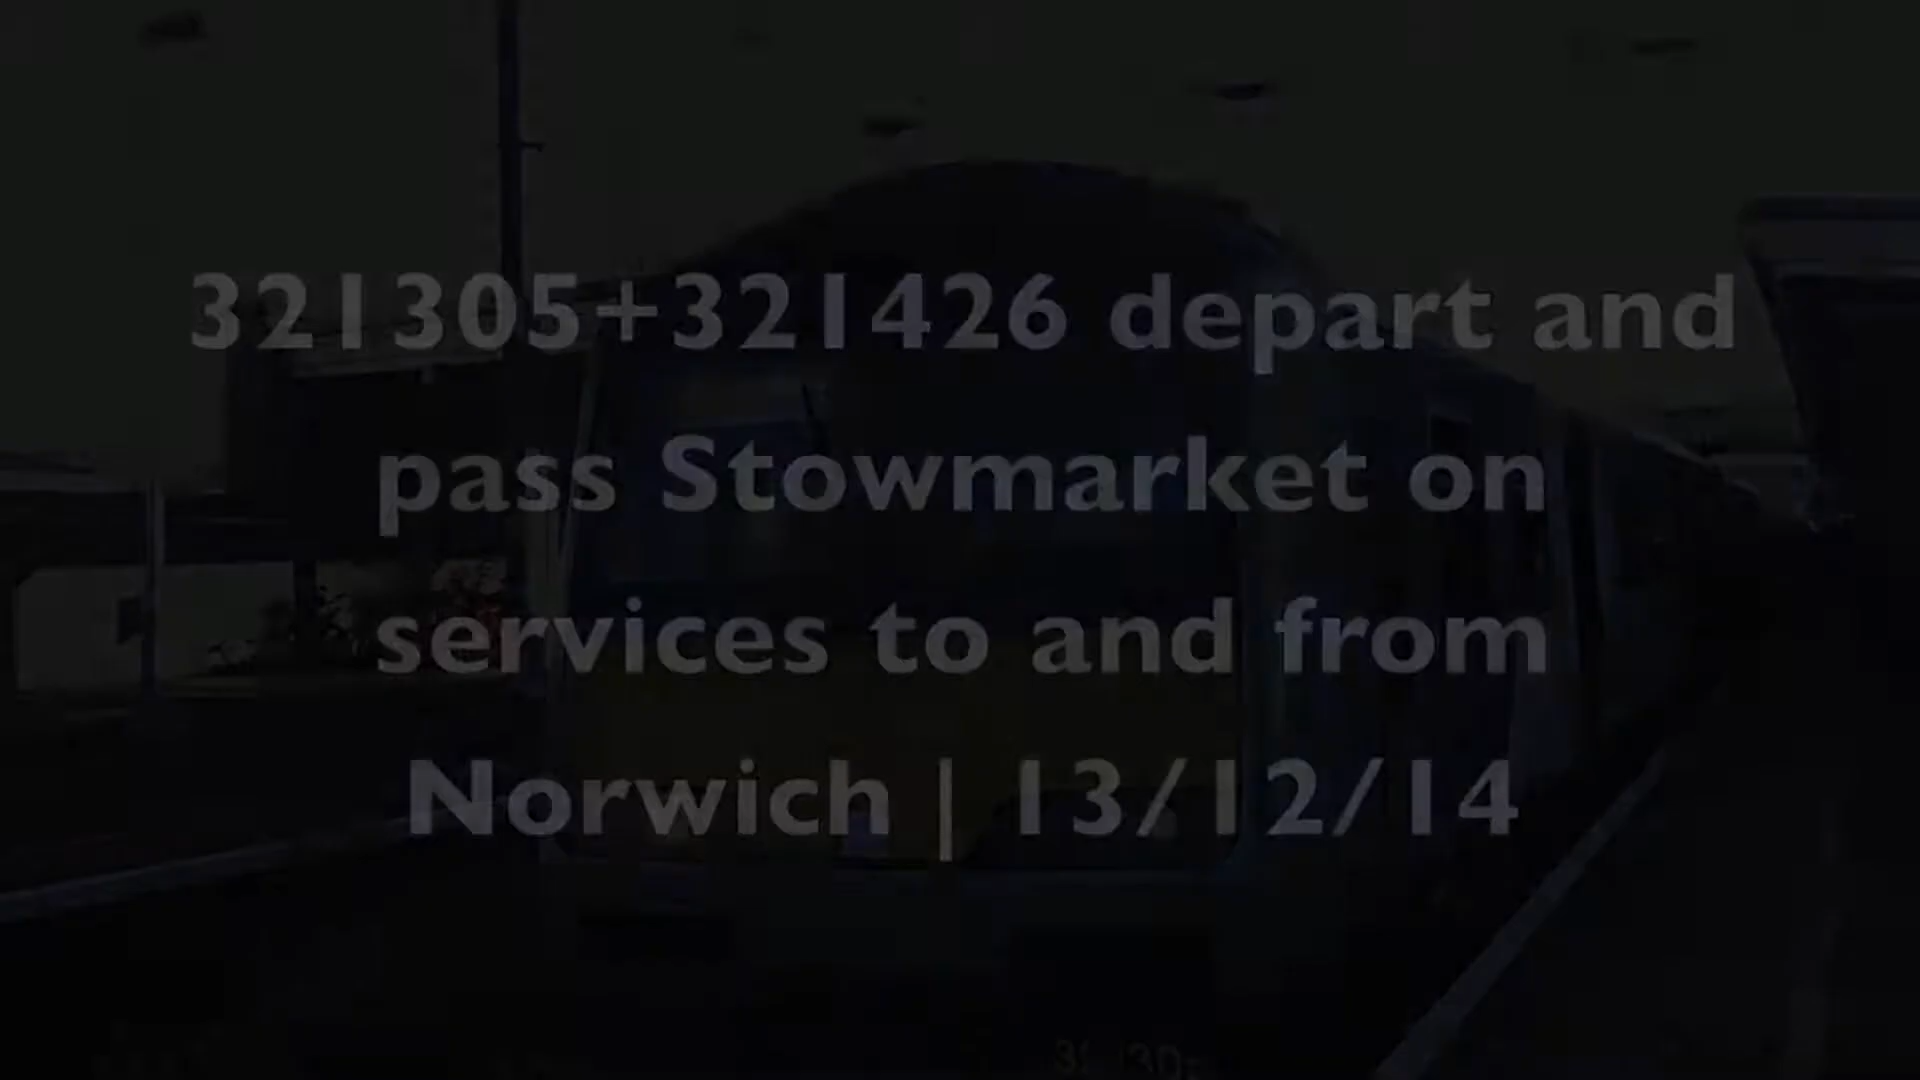 321305+321426 depart and
pass Stowmarket on
services to and from
Norwich | 13/12/14